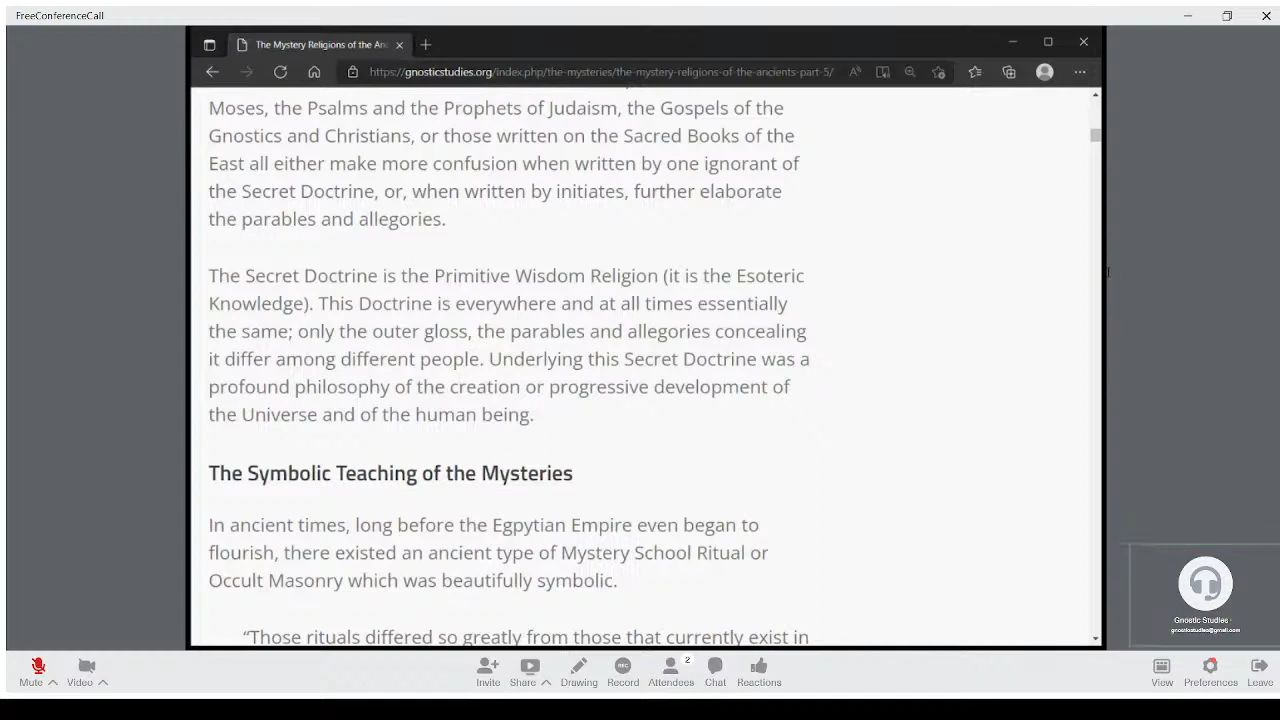 FreeConferenceCall
The Mystery Religions of the An
https://gnosticstudies.org/index.php/the-mysteries/the-mystery-religions-of-the-ancients-part-5/
Moses, the Psalms and the Prophets of Judaism, the Gospels of the
Gnostics and Christians, or those written on the Sacred Books of the
East all either make more confusion when written by one ignorant of
the Secret Doctrine, or, when written by initiates, further elaborate
the parables and allegories.
The Secret Doctrine is the Primitive Wisdom Religion (it is the Esoteric
Knowledge). This Doctrine is everywhere and at all times essentially
the same; only the outer gloss, the parables and allegories concealing
it differ among different people. Underlying this Secret Doctrine was a
profound philosophy of the creation or progressive development of
the Universe and of the human being.
The Symbolic Teaching of the Mysteries
In ancient times, long before the Egpytian Empire even began to
flourish, there existed an ancient type of Mystery School Ritual or
Occult Masonry which was beautifully symbolic.
“Those rituals differed so greatly from those that currently exist in
Gnostic Studies -
gnosticstudies@gmail.com
Mute Video Invite Share Drawing REC Record 2 Attendees Chat Reactions View Preferences Leave